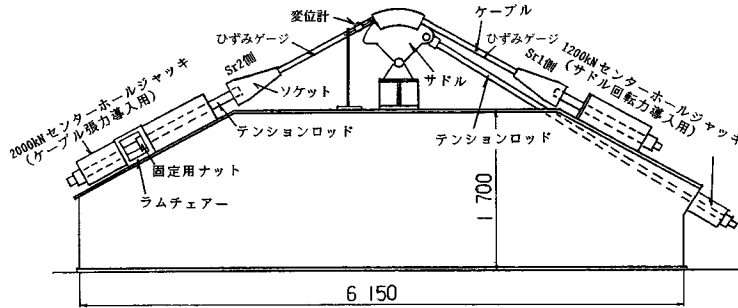 変位計
ケーブル
ひずみゲージ
ひずみゲージ
Sr2側
Sr1側
1200kNセンターホールジャッキ
(サドル回転力導入用)
サドル
ソケット
2000kNセンターホールジャッキ
(ケーブル張力導入用)
テンションロッド
テンションロッド
固定用ナット
ラムチェアー
1 700
6 150